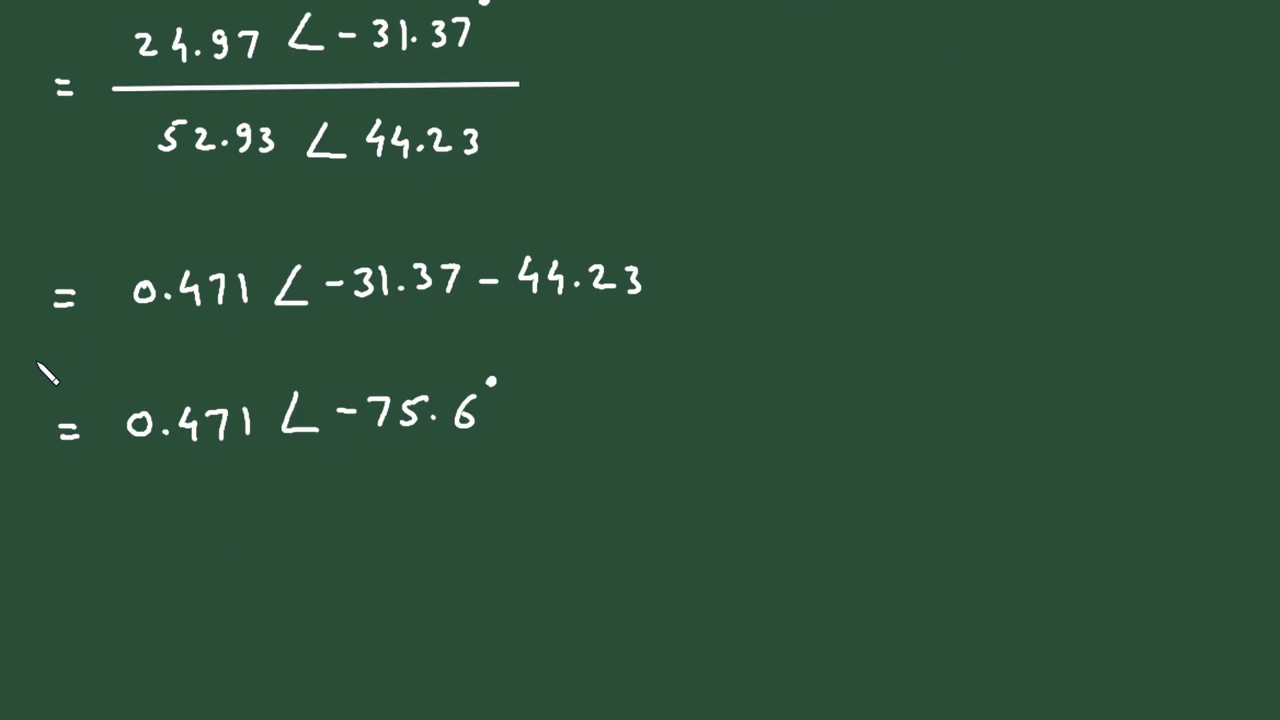 24.97 ∠ -31.37°
=
52.93 ∠ 44.23
= 0.471 ∠ -31.37 - 44.23
= 0.471 ∠ -75.6°